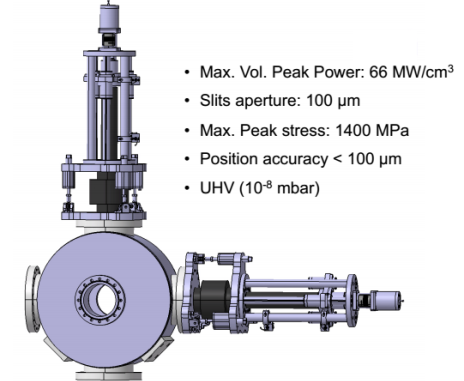 • Max. Vol. Peak Power: 66 MW/cm³
• Slits aperture: 100 µm
• Max. Peak stress: 1400 MPa
• Position accuracy < 100 µm
• UHV (10⁻⁸ mbar)